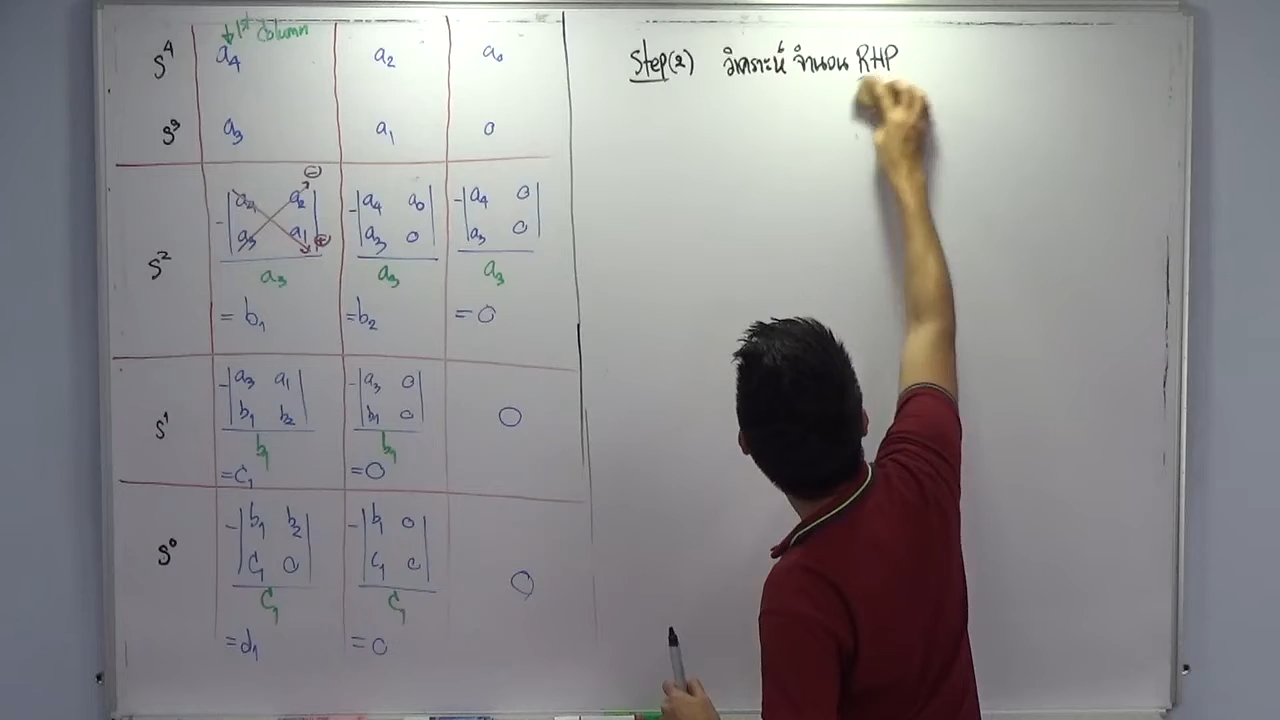 ↓1st Column
S⁴ a₄ a₂ a₀
S³ a₃ a₁ 0
⊖
-|a₄ a₂| -|a₄ a₀| -|a₄ 0|
|a₃ a₁| ⊕ |a₃ 0| |a₃ 0|
S² a₃ a₃ a₃
= b₁ =b₂ = 0
-|a₃ a₁| -|a₃ 0|
|b₁ b₂| |b₁ 0| 0
S¹ b₁ b₁
=C₁ =0
-|b₁ b₂| -|b₁ 0|
|C₁ 0| |C₁ 0| 0
S⁰ C₁ C₁
=d₁ = 0
Step(2) วิเคราะห์ จำนวน RHP